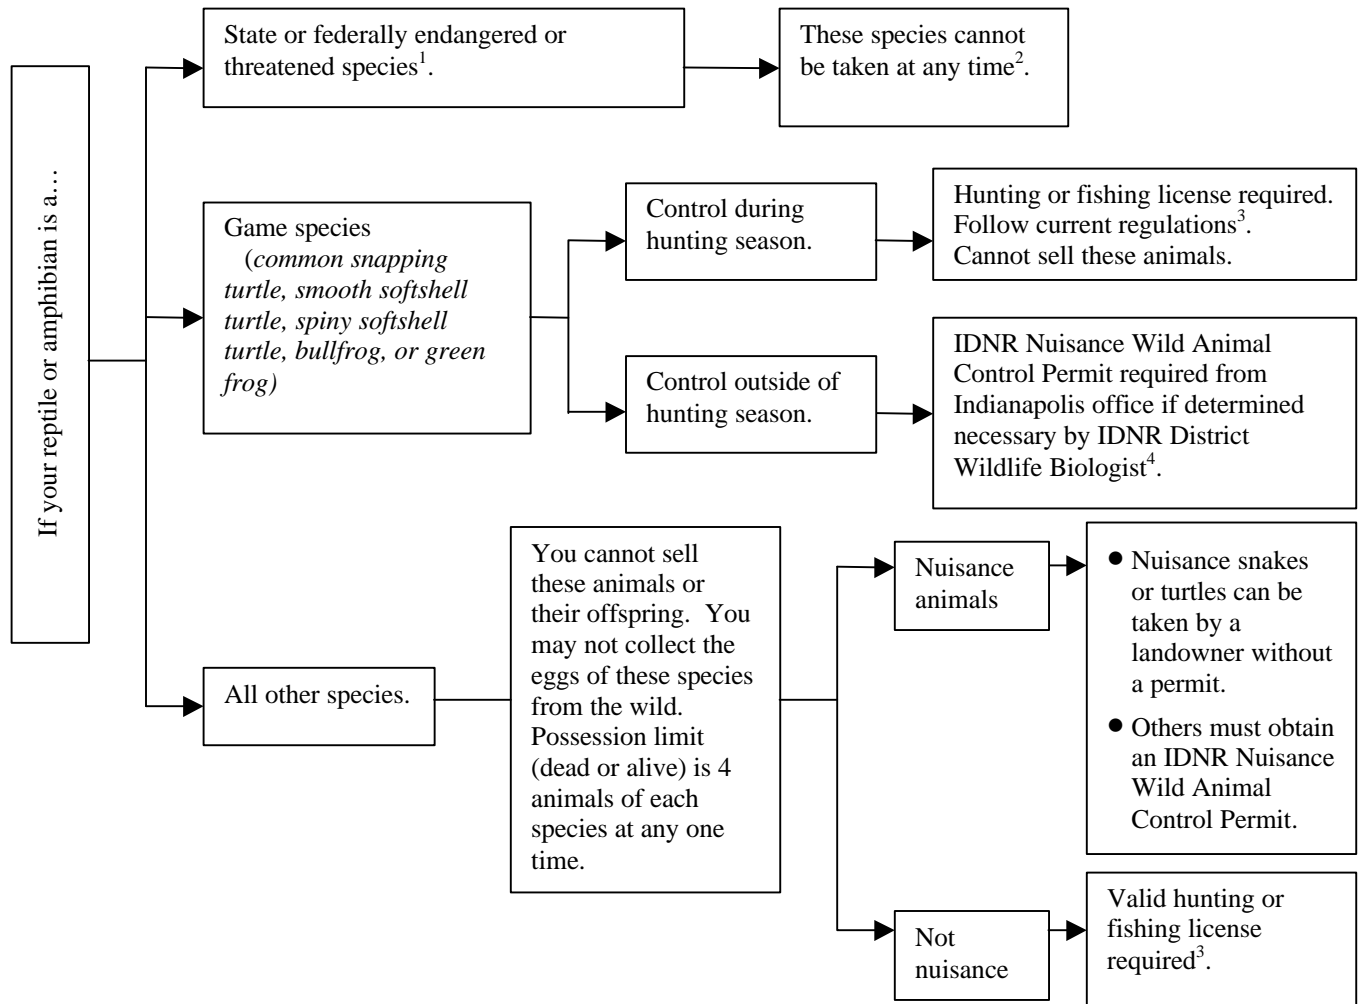 If your reptile or amphibian is a…
State or federally endangered or
threatened species¹.
These species cannot
be taken at any time².
Game species
(common snapping
turtle, smooth softshell
turtle, spiny softshell
turtle, bullfrog, or green
frog)
Control during
hunting season.
Hunting or fishing license required.
Follow current regulations³.
Cannot sell these animals.
Control outside of
hunting season.
IDNR Nuisance Wild Animal
Control Permit required from
Indianapolis office if determined
necessary by IDNR District
Wildlife Biologist⁴.
All other species.
You cannot sell
these animals or
their offspring. You
may not collect the
eggs of these species
from the wild.
Possession limit
(dead or alive) is 4
animals of each
species at any one
time.
Nuisance
animals
● Nuisance snakes
or turtles can be
taken by a
landowner without
a permit.
● Others must obtain
an IDNR Nuisance
Wild Animal
Control Permit.
Not
nuisance
Valid hunting or
fishing license
required³.